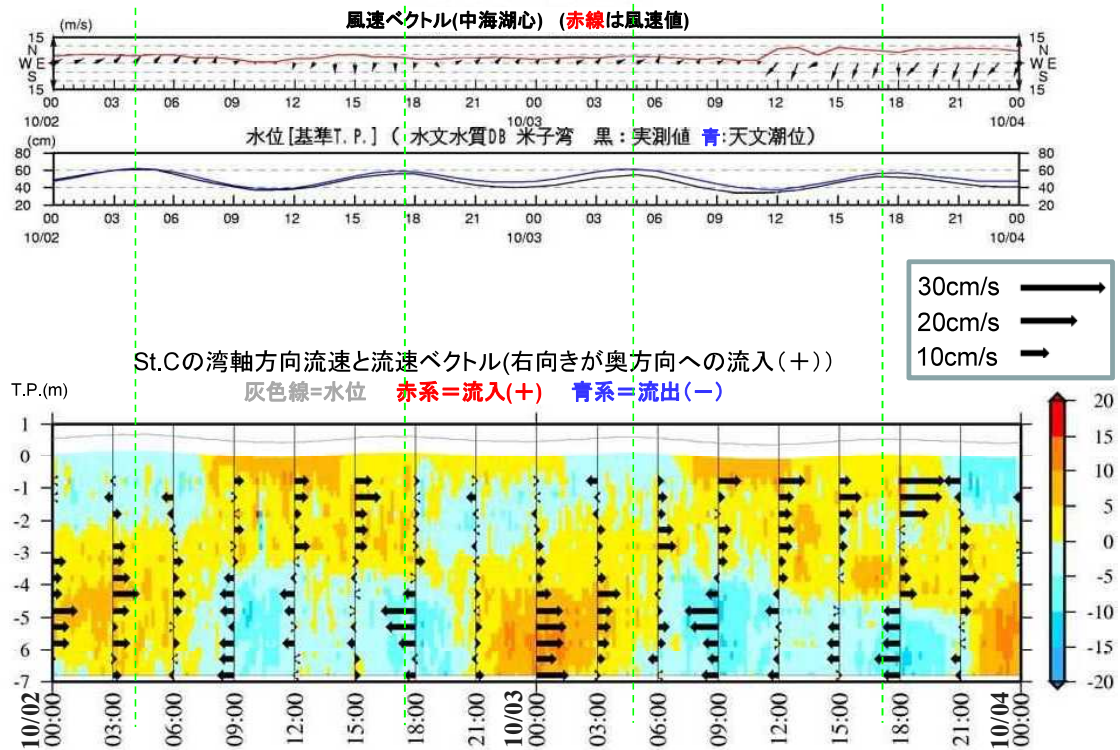 風速ベクトル(中海湖心) (赤線は風速値)
(m/s)
15 15
N N
W E W E
S S
15 15
00 03 06 09 12 15 18 21 00 03 06 09 12 15 18 21 00
10/02 10/03 10/04
水位[基準T.P.] ( 水文水質DB 米子湾 黒:実測値 青:天文潮位)
(cm)
80 80
60 60
40 40
20 20
00 03 06 09 12 15 18 21 00 03 06 09 12 15 18 21 00
10/02 10/03 10/04
30cm/s
20cm/s
10cm/s
St.Cの湾軸方向流速と流速ベクトル(右向きが奥方向への流入(+))
T.P.(m) 灰色線=水位 赤系=流入(+) 青系=流出(-)
1 20
0 15
-1 10
-2 5
-3 0
-4 -5
-5 -10
6 -15
-7 -20
10/02 10/03 10/04
00:00 03:00 06:00 09:00 12:00 15:00 18:00 21:00 00:00 03:00 06:00 09:00 12:00 15:00 18:00 21:00 00:00